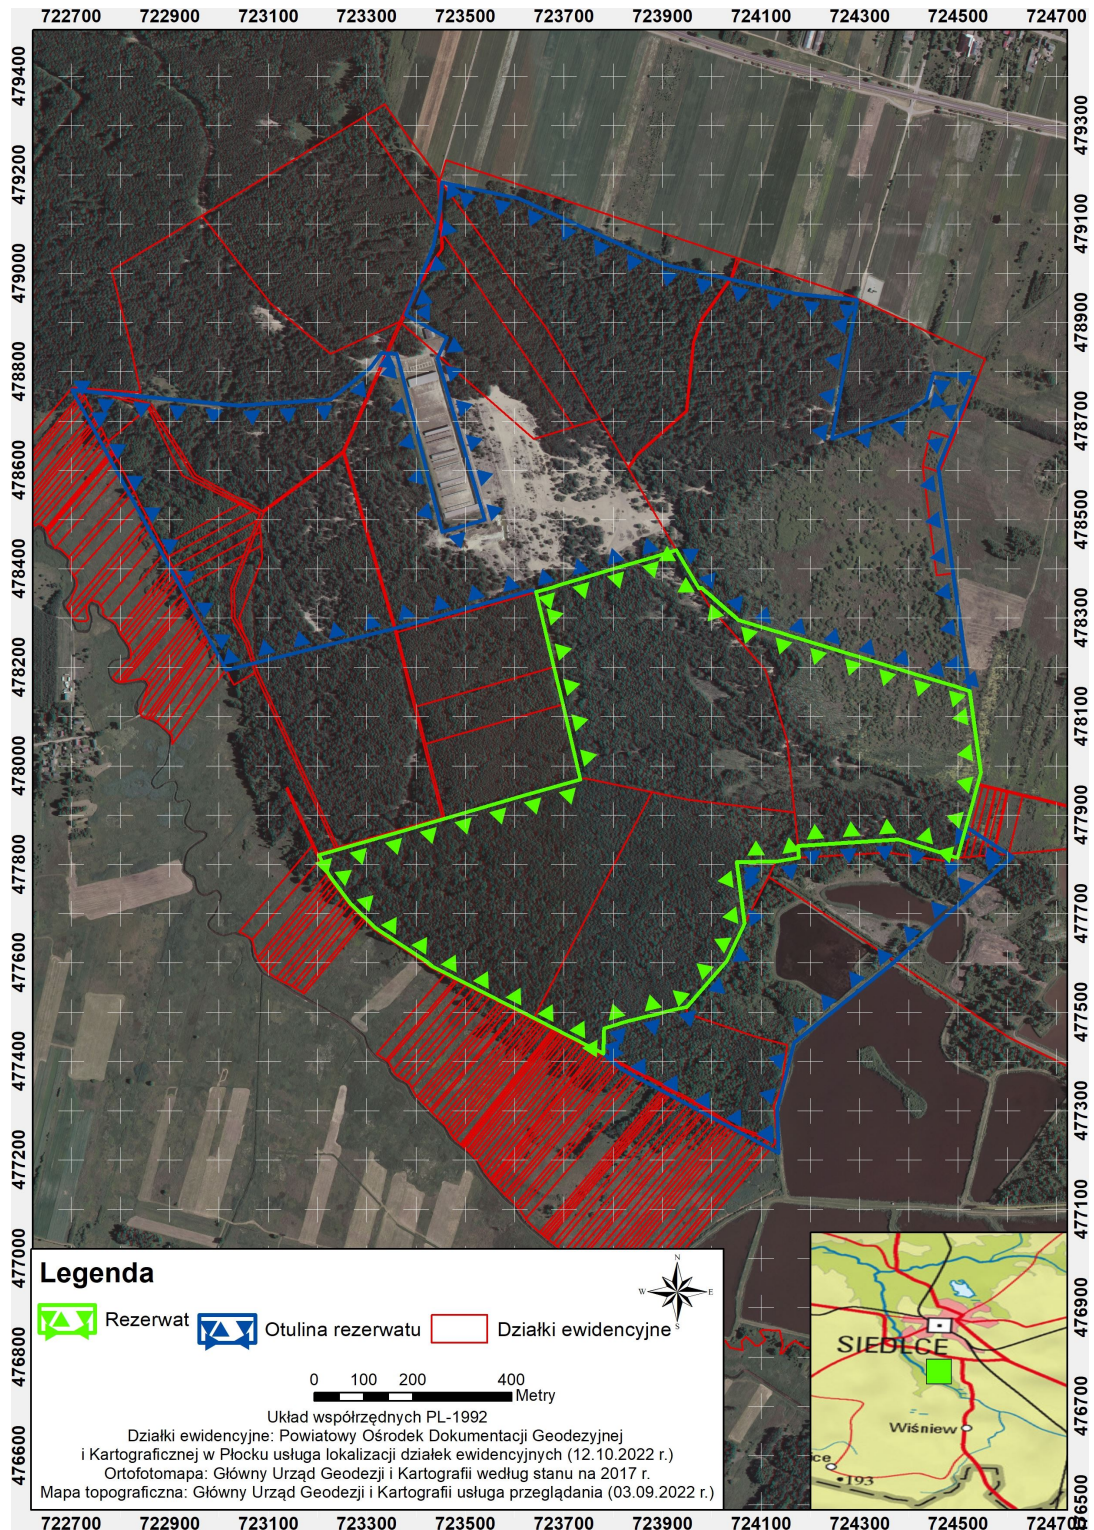 722700 722900 723100 723300 723500 723700 723900 724100 724300 724500 724700
479400
479300
479200
479100
479000
478900
478800
478700
478600
478500
478400
478300
478200
478100
478000
477900
477800
477700
477600
477500
477400
477300
477200
477100
477000
476900
476800
476700
476600
476500
Legenda
Rezerwat
Otulina rezerwatu
Działki ewidencyjne
N
W E
S
0 100 200 400
Metry
Układ współrzędnych PL-1992
Działki ewidencyjne: Powiatowy Ośrodek Dokumentacji Geodezyjnej
i Kartograficznej w Płocku usługa lokalizacji działek ewidencyjnych (12.10.2022 r.)
Ortofotomapa: Główny Urząd Geodezji i Kartografii według stanu na 2017 r.
Mapa topograficzna: Główny Urząd Geodezji i Kartografii usługa przeglądania (03.09.2022 r.)
SIEDLCE
Wiśniew
ce
193
722700 722900 723100 723300 723500 723700 723900 724100 724300 724500 724700